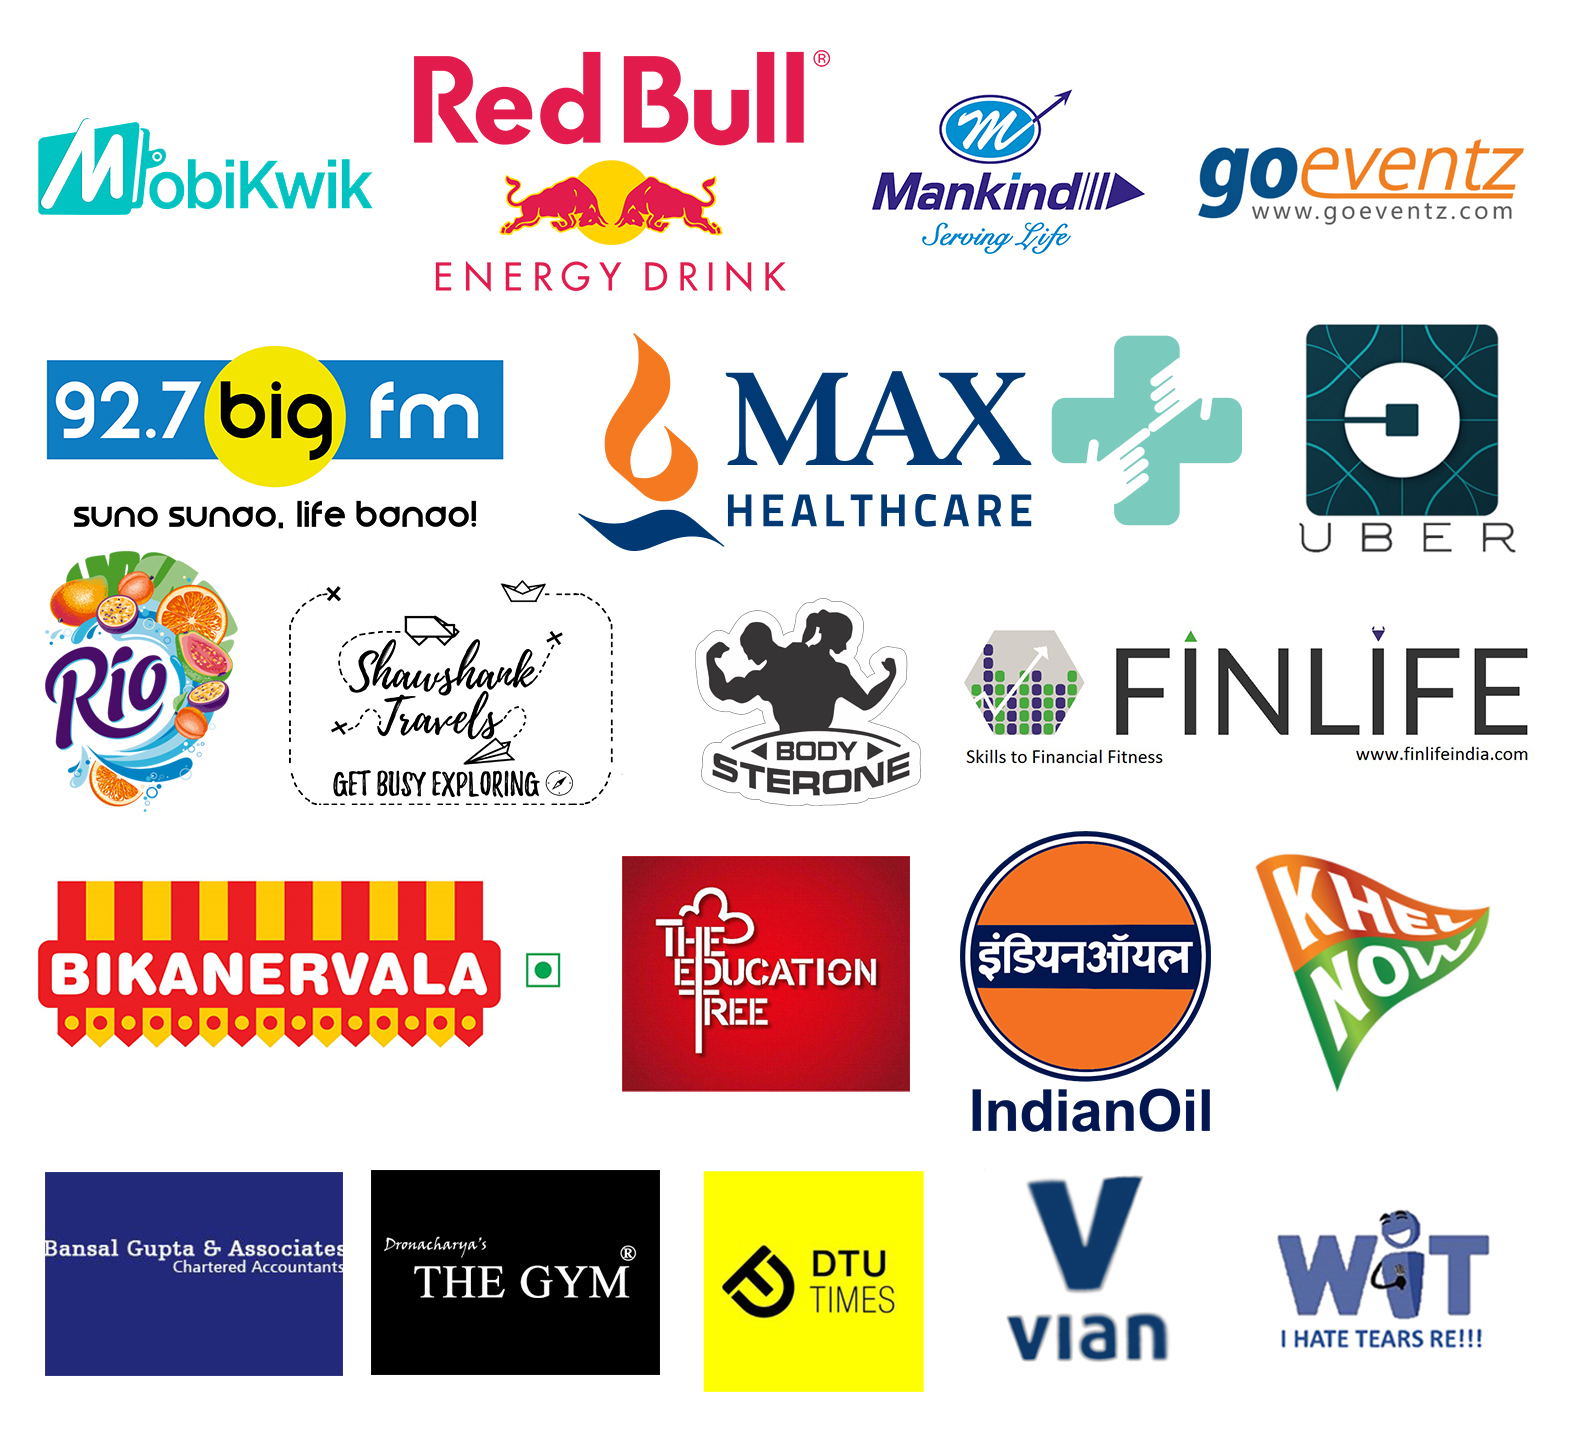 MobiKwik
Red Bull®
ENERGY DRINK
m
Mankind
Serving Life
goeventz
www.goeventz.com
92.7 big fm
suno sunao, life banao!
MAX
HEALTHCARE
UBER
Rio
Shawshank
Travels
GET BUSY EXPLORING
BODY
STERONE
FINLIFE
Skills to Financial Fitness
www.finlifeindia.com
BIKANERVALA
THE
EDUCATION
TREE
इंडियनऑयल
IndianOil
KHEL
NOW
Bansal Gupta & Associates
Chartered Accountants
Dronacharya's
THE GYM®
DTU
TIMES
V
vian
WiT
I HATE TEARS RE!!!